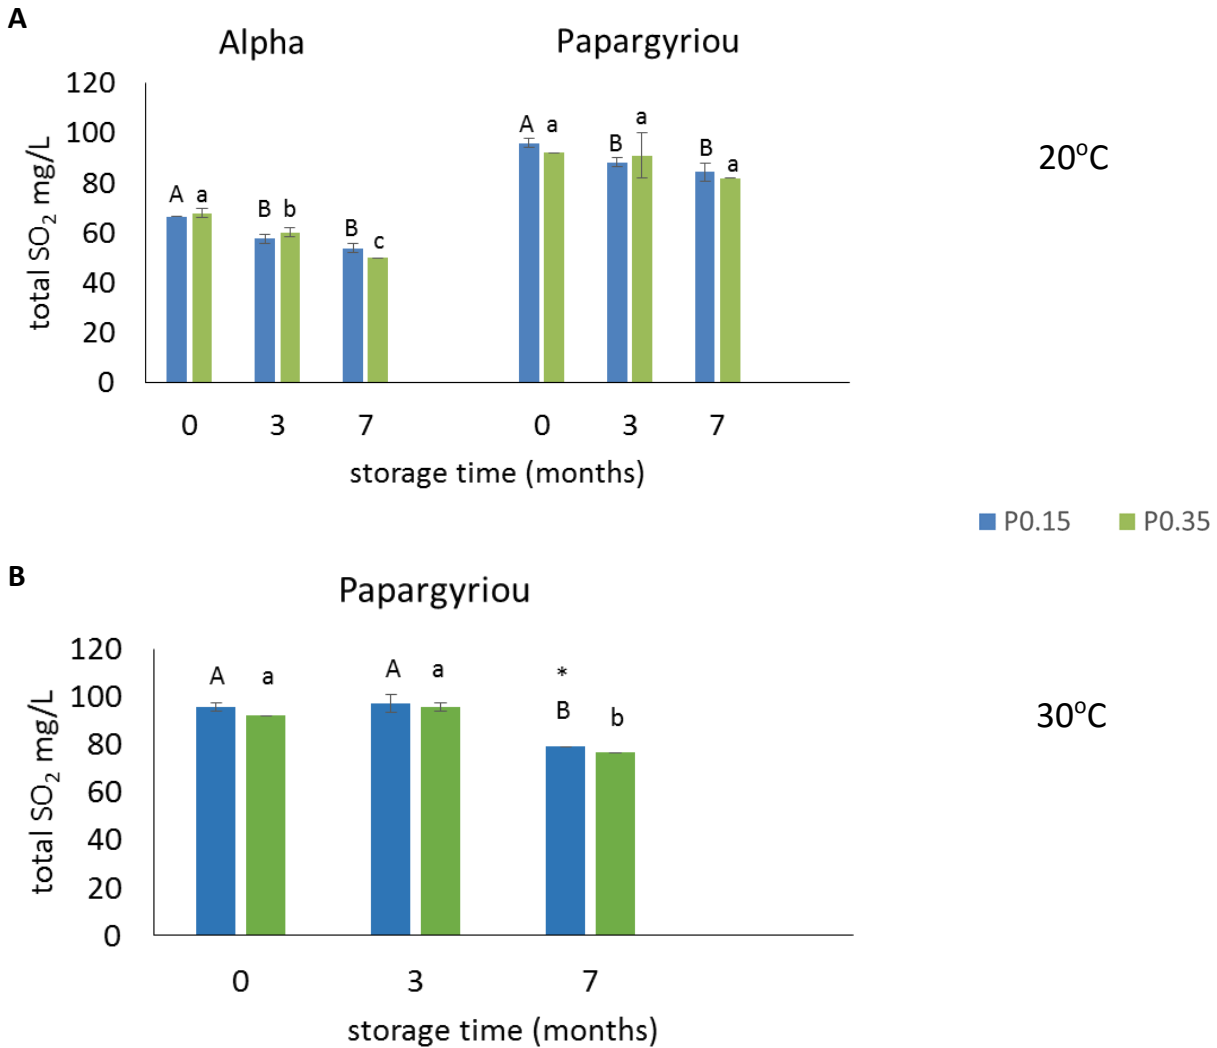 A
Alpha Papargyriou
120
100
80
60
40
20
0
total SO₂ mg/L
A a B b B c A a B a B a
20°C
0 3 7 0 3 7
storage time (months)
P0.15 P0.35
B
Papargyriou
120
100
80
60
40
20
0
total SO₂ mg/L
A a A a * B b
30°C
0 3 7
storage time (months)